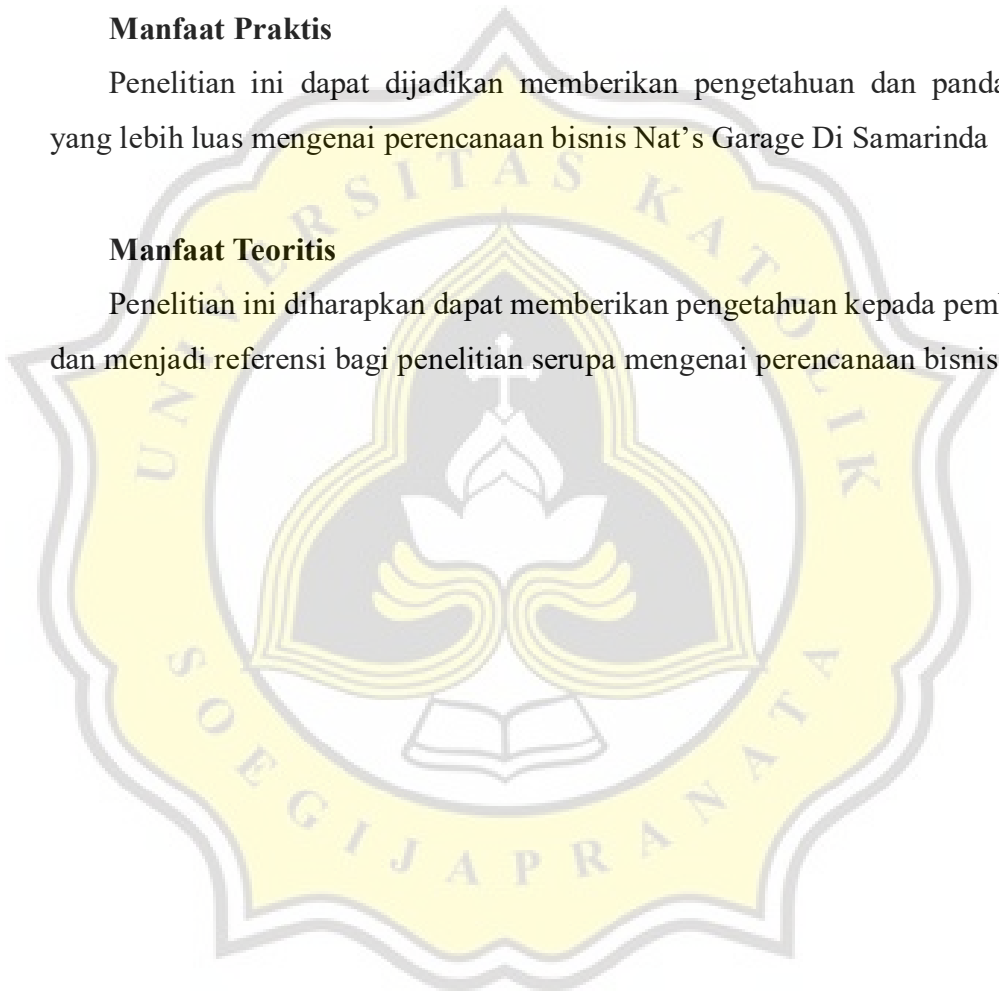 Manfaat Praktis
Penelitian ini dapat dijadikan memberikan pengetahuan dan
yang lebih luas mengenai perencanaan bisnis Nat’s Garage Di Samarinda
Manfaat Teoritis
Penelitian ini diharapkan dapat memberikan pengetahuan kepada
dan menjadi referensi bagi penelitian serupa mengenai perencanaan bisnis
UNIVERSITAS KATOLIK
SOEGIJAPRANATA